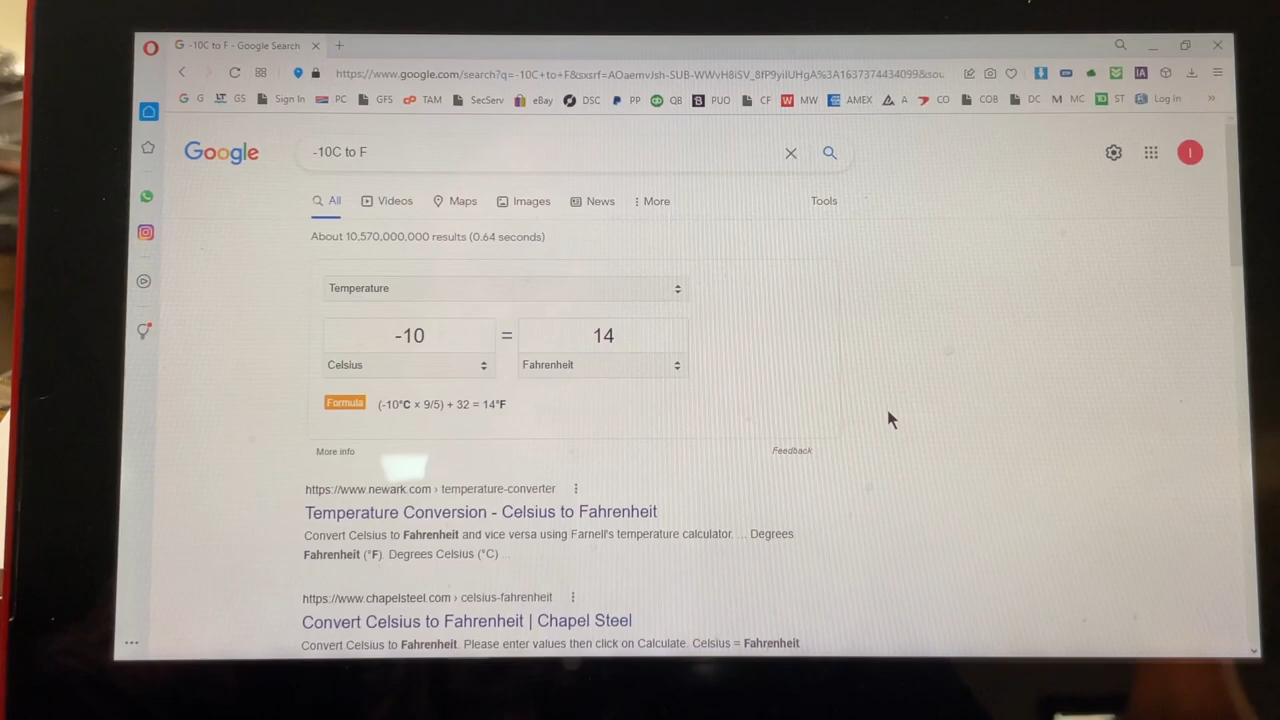 -10C to F - Google Search
https://www.google.com/search?q=-10C+to+F&sxsrf=AOaemvJsh-SUB-WWvH8iSV_8fP9yiIUHgA%3A1637374434099&sou
G GS Sign In PC GFS TAM SecServ eBay DSC PP QB PUO CF MW AMEX A CO COB DC MC ST Log in »
Google
-10C to F
I
All Videos Maps Images News More Tools
About 10,570,000,000 results (0.64 seconds)
Temperature
-10 = 14
Celsius Fahrenheit
Formula (-10°C × 9/5) + 32 = 14°F
More info Feedback
https://www.newark.com › temperature-converter
Temperature Conversion - Celsius to Fahrenheit
Convert Celsius to Fahrenheit and vice versa using Farnell's temperature calculator. ... Degrees
Fahrenheit (°F). Degrees Celsius (°C) ...
https://www.chapelsteel.com › celsius-fahrenheit
Convert Celsius to Fahrenheit | Chapel Steel
Convert Celsius to Fahrenheit. Please enter values then click on Calculate. Celsius = Fahrenheit